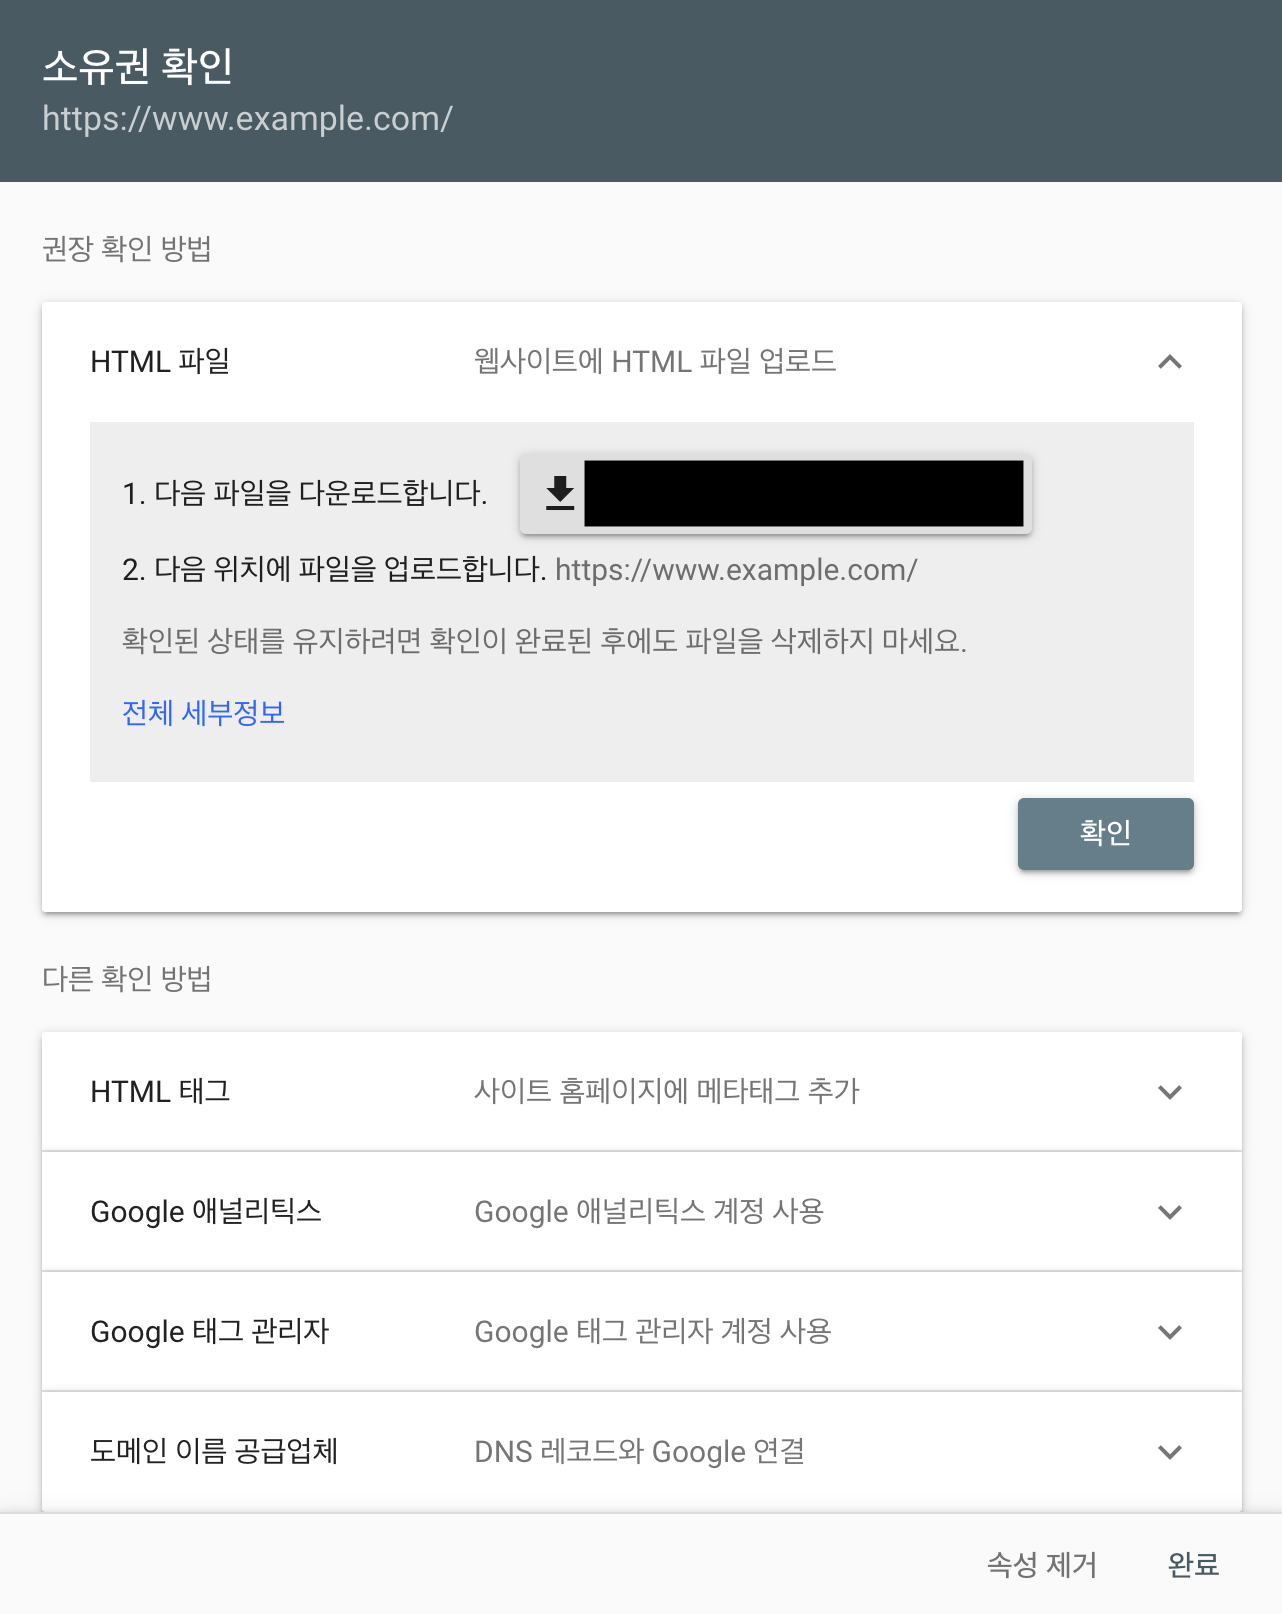 소유권 확인
https://www.example.com/
권장 확인 방법
HTML 파일 웹사이트에 HTML 파일 업로드
1. 다음 파일을 다운로드합니다.
2. 다음 위치에 파일을 업로드합니다. https://www.example.com/
확인된 상태를 유지하려면 확인이 완료된 후에도 파일을 삭제하지 마세요.
전체 세부정보
확인
다른 확인 방법
HTML 태그 사이트 홈페이지에 메타태그 추가
Google 애널리틱스 Google 애널리틱스 계정 사용
Google 태그 관리자 Google 태그 관리자 계정 사용
도메인 이름 공급업체 DNS 레코드와 Google 연결
속성 제거 완료